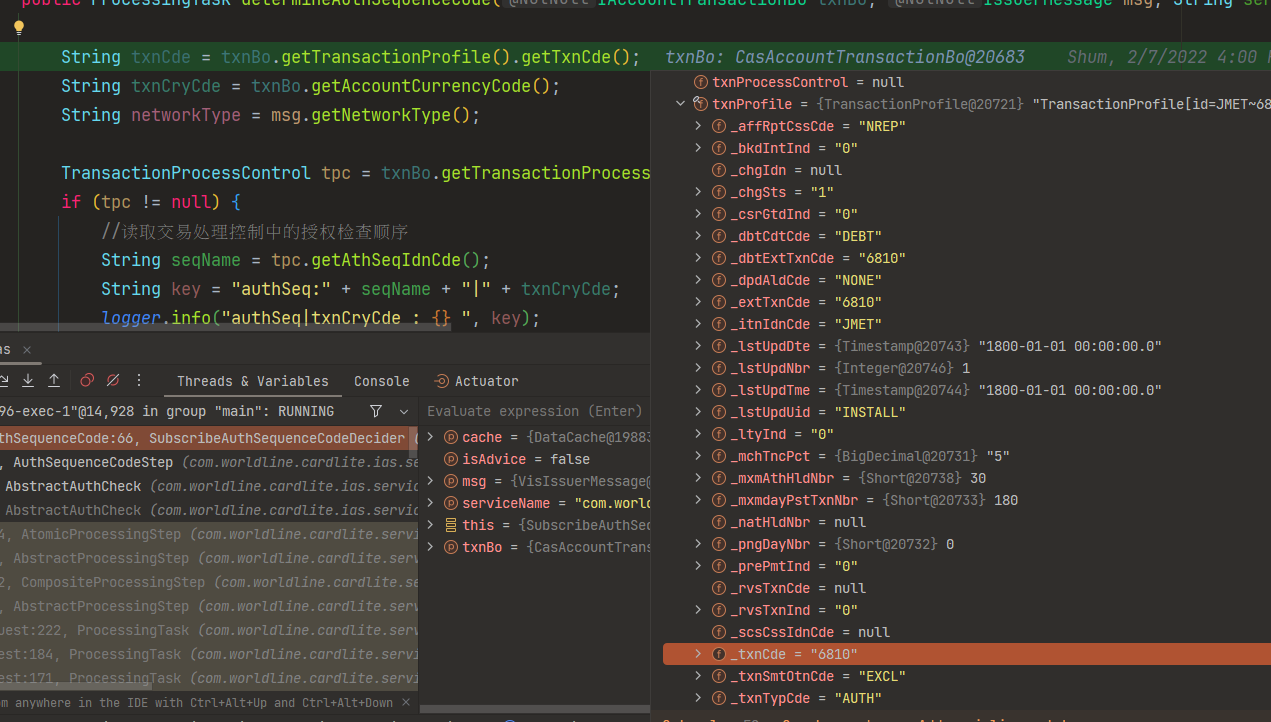 public ProcessingTask determineAuthSequenceCode(@NotNull IAccountTransactionBo txnBo, @NotNull IssuerMessage msg, String ser
String txnCde = txnBo.getTransactionProfile().getTxnCde(); txnBo: CasAccountTransactionBo@20683 Shum, 2/7/2022 4:00
String txnCryCde = txnBo.getAccountCurrencyCode();
String networkType = msg.getNetworkType();
TransactionProcessControl tpc = txnBo.getTransactionProcess
if (tpc != null) {
//读取交易处理控制中的授权检查顺序
String seqName = tpc.getAthSeqIdnCde();
String key = "authSeq:" + seqName + "|" + txnCryCde;
logger.info("authSeq|txnCryCde : {} ", key);
as ×
Threads & Variables Console Actuator
96-exec-1"@14,928 in group "main": RUNNING
thSequenceCode:66, SubscribeAuthSequenceCodeDecider (
, AuthSequenceCodeStep (com.worldline.cardlite.ias.se
AbstractAuthCheck (com.worldline.cardlite.ias.servic
AbstractAuthCheck (com.worldline.cardlite.ias.servic
4, AtomicProcessingStep (com.worldline.cardlite.servi
, AbstractProcessingStep (com.worldline.cardlite.serv
2, CompositeProcessingStep (com.worldline.cardlite.se
, AbstractProcessingStep (com.worldline.cardlite.serv
uest:222, ProcessingTask (com.worldline.cardlite.serv
est:184, ProcessingTask (com.worldline.cardlite.servi
est:171, ProcessingTask (com.worldline.cardlite.servi
om anywhere in the IDE with Ctrl+Alt+Up and Ctrl+Alt+Down ×
Evaluate expression (Enter)
cache = {DataCache@19883
isAdvice = false
msg = {VisIssuerMessage@
serviceName = "com.worl
this = {SubscribeAuthSeq
txnBo = {CasAccountTrans
txnProcessControl = null
txnProfile = {TransactionProfile@20721} "TransactionProfile[id=JMET~68
_affRptCssCde = "NREP"
_bkdIntInd = "0"
_chgIdn = null
_chgSts = "1"
_csrGtdInd = "0"
_dbtCdtCde = "DEBT"
_dbtExtTxnCde = "6810"
_dpdAldCde = "NONE"
_extTxnCde = "6810"
_itnIdnCde = "JMET"
_lstUpdDte = {Timestamp@20743} "1800-01-01 00:00:00.0"
_lstUpdNbr = {Integer@20746} 1
_lstUpdTme = {Timestamp@20744} "1800-01-01 00:00:00.0"
_lstUpdUid = "INSTALL"
_ltyInd = "0"
_mchTncPct = {BigDecimal@20731} "5"
_mxmAthHldNbr = {Short@20738} 30
_mxmdayPstTxnNbr = {Short@20733} 180
_natHldNbr = null
_pngDayNbr = {Short@20732} 0
_prePmtInd = "0"
_rvsTxnCde = null
_rvsTxnInd = "0"
_scsCssIdnCde = null
_txnCde = "6810"
_txnSmtOtnCde = "EXCL"
_txnTypCde = "AUTH"